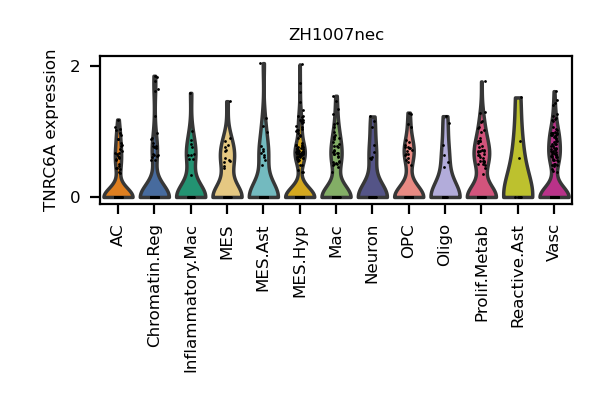 ZH1007nec
TNRC6A expression
2
0
AC
Chromatin.Reg
Inflammatory.Mac
MES
MES.Ast
MES.Hyp
Mac
Neuron
OPC
Oligo
Prolif.Metab
Reactive.Ast
Vasc